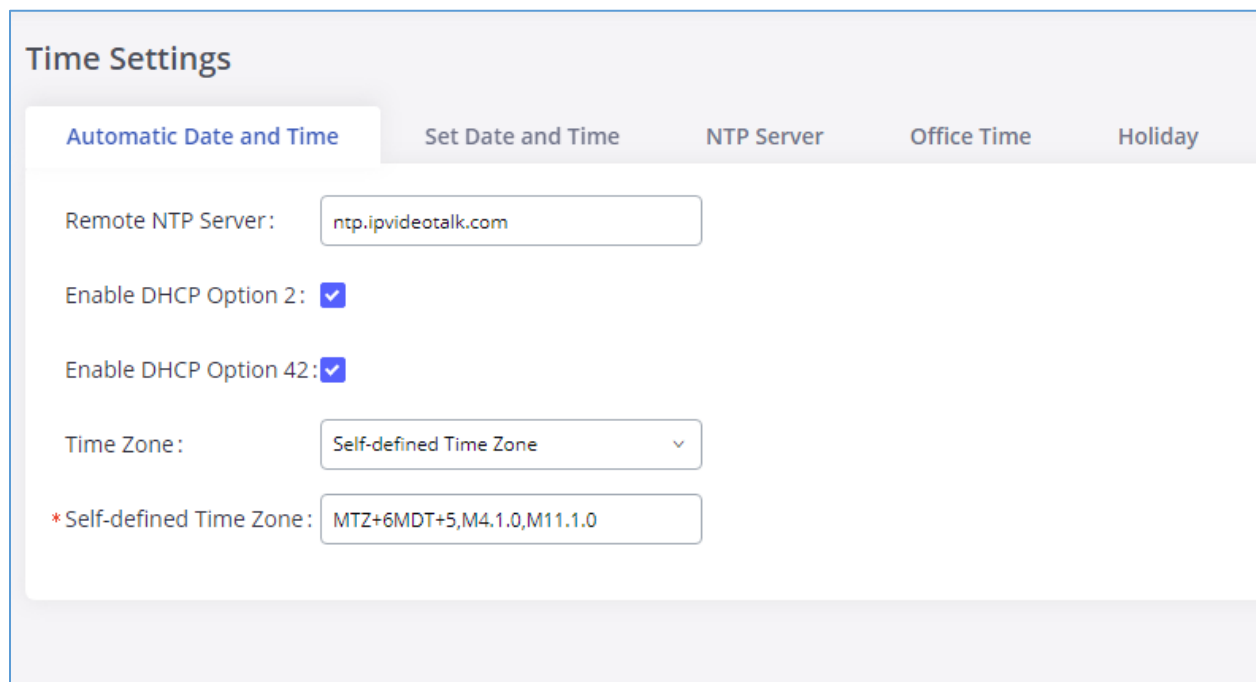 Time Settings
Automatic Date and Time Set Date and Time NTP Server Office Time Holiday
Remote NTP Server: ntp.ipvideotalk.com
Enable DHCP Option 2:
Enable DHCP Option 42:
Time Zone: Self-defined Time Zone
*Self-defined Time Zone: MTZ+6MDT+5,M4.1.0,M11.1.0